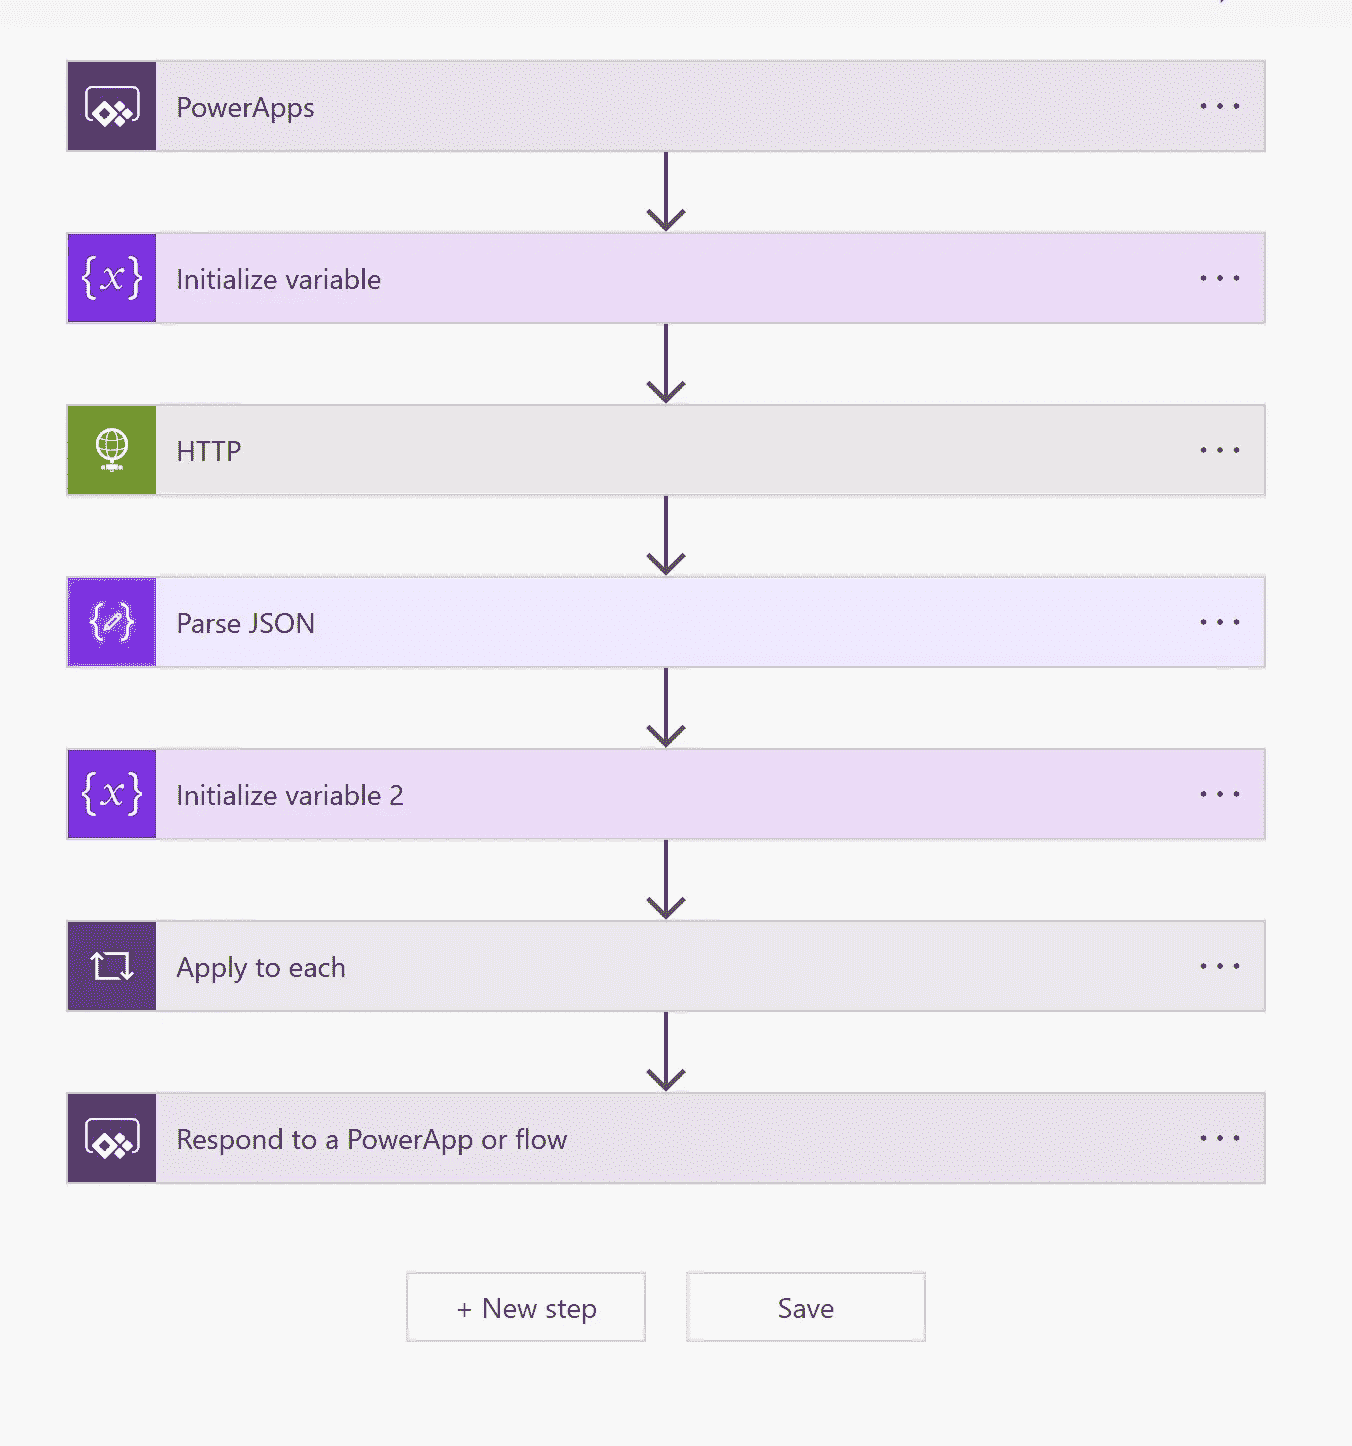 PowerApps
Initialize variable
HTTP
Parse JSON
Initialize variable 2
Apply to each
Respond to a PowerApp or flow
+ New step
Save